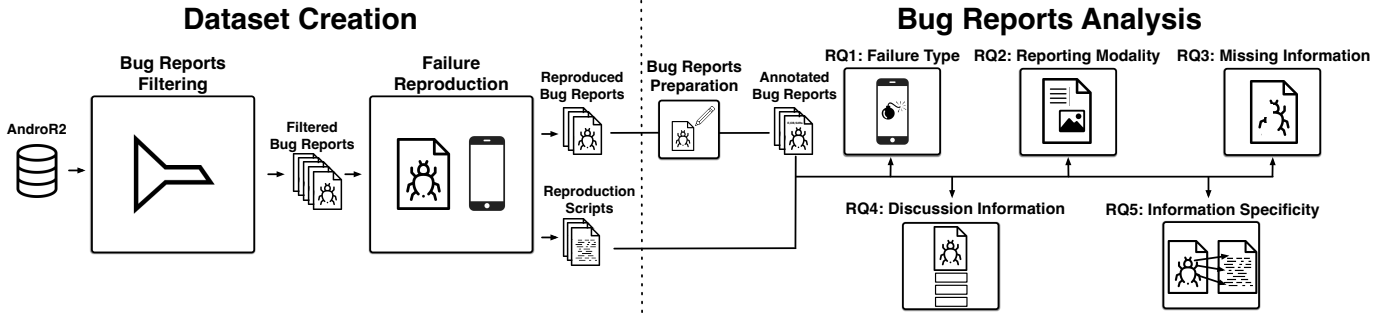 Dataset Creation
Bug Reports Analysis
Bug Reports
Filtering
Failure
Reproduction
AndroR2
Filtered
Bug Reports
Reproduced
Bug Reports
Reproduction
Scripts
Bug Reports
Preparation
Annotated
Bug Reports
RQ1: Failure Type
RQ2: Reporting Modality
RQ3: Missing Information
RQ4: Discussion Information
RQ5: Information Specificity